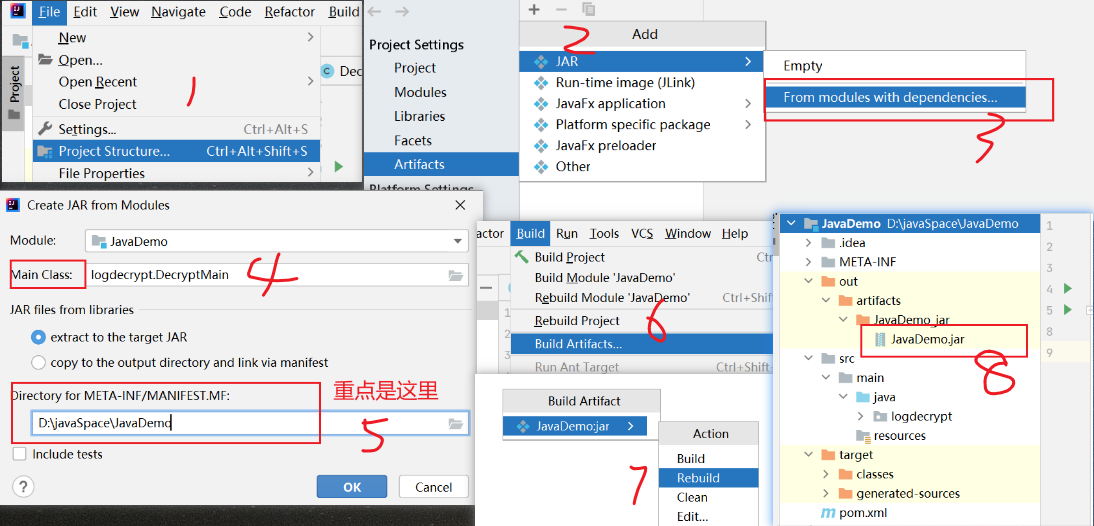 File Edit View Navigate Code Refactor Build
New
Open...
Open Recent
Close Project
Settings... Ctrl+Alt+S
Project Structure... Ctrl+Alt+Shift+S
File Properties
Project
Dec
1
Project Settings
Project
Modules
Libraries
Facets
Artifacts
Platform Settings
Add
2
JAR
Run-time image (JLink)
JavaFx application
Platform specific package
JavaFx preloader
Other
Empty
From modules with dependencies...
3
Create JAR from Modules
Module: JavaDemo
Main Class: logdecrypt.DecryptMain
4
JAR files from libraries
extract to the target JAR
copy to the output directory and link via manifest
Directory for META-INF/MANIFEST.MF:
重点是这里
D:\javaSpace\JavaDemo
5
Include tests
?
OK Cancel
actor Build Run Tools VCS Window Help
Build Project
Build Module 'JavaDemo'
Rebuild Module 'JavaDemo' Ctrl+Shift
Rebuild Project
6
Build Artifacts...
Run Ant Target Ctrl+Shif
Build Artifact
JavaDemo:jar
7
Action
Build
Rebuild
Clean
Edit...
JavaDemo D:\javaSpace\JavaDemo
.idea
META-INF
out
artifacts
JavaDemo_jar
JavaDemo.jar
8
src
main
java
logdecrypt
resources
target
classes
generated-sources
pom.xml
1
2
3
4
5
8
9